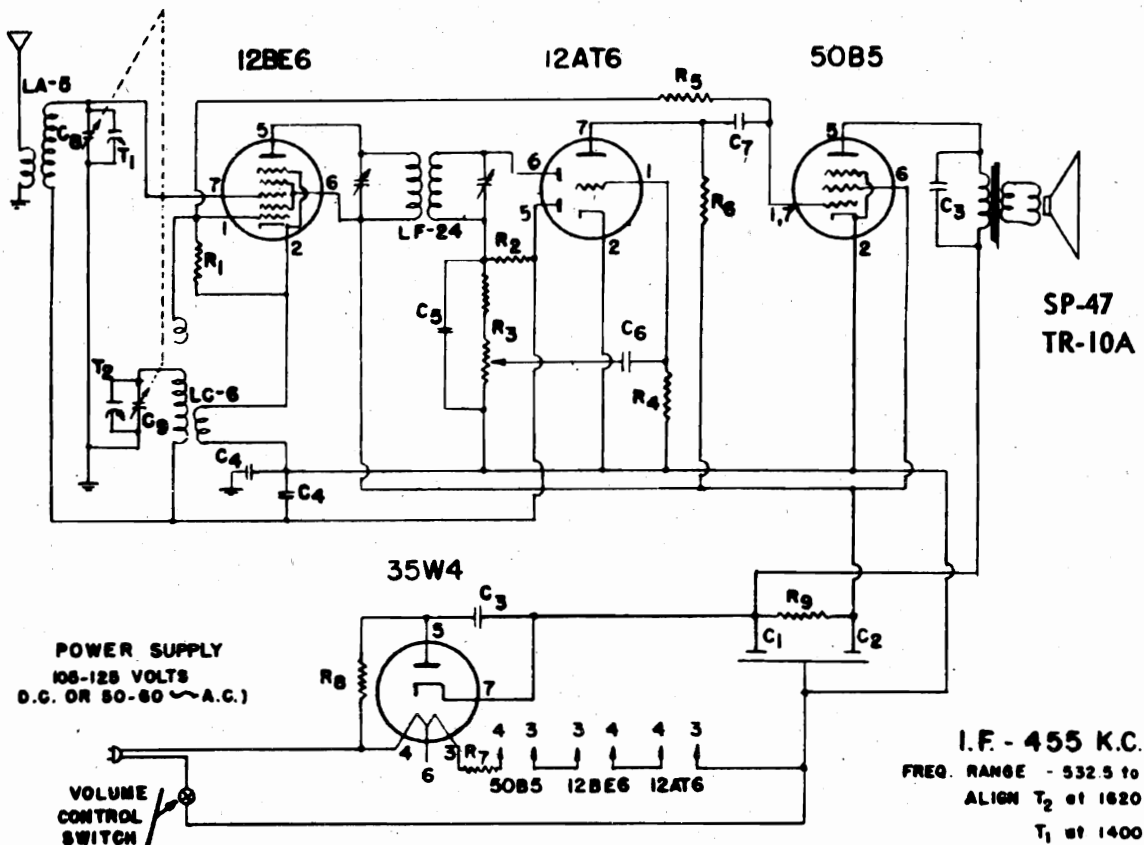 12BE6
12AT6
50B5
LA-5
C8
T1
5
7
6
1
2
R1
LF-24
R5
7
6
5
1
2
C7
R6
5
6
1,7
2
C3
SP-47
TR-10A
R2
C5
R3
C6
R4
T2
C9
LC-6
C4
C4
35W4
C3
R9
C1
C2
5
7
R8
4
6
3
R7
4 3 3 4 4 3
50B5 12BE6 12AT6
POWER SUPPLY
105-125 VOLTS
D.C. OR 50-60 ~ A.C.)
VOLUME
CONTROL
SWITCH
I.F. - 455 K.C.
FREQ. RANGE - 532.5 to
ALIGN T2 at 1620
T1 at 1400